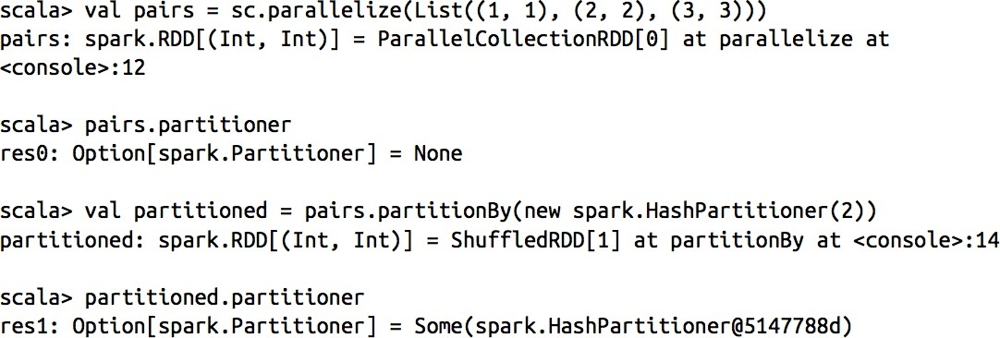 scala> val pairs = sc.parallelize(List((1, 1), (2, 2), (3, 3)))
pairs: spark.RDD[(Int, Int)] = ParallelCollectionRDD[0] at parallelize at
<console>:12
scala> pairs.partitioner
res0: Option[spark.Partitioner] = None
scala> val partitioned = pairs.partitionBy(new spark.HashPartitioner(2))
partitioned: spark.RDD[(Int, Int)] = ShuffledRDD[1] at partitionBy at <console>:14
scala> partitioned.partitioner
res1: Option[spark.Partitioner] = Some(spark.HashPartitioner@5147788d)